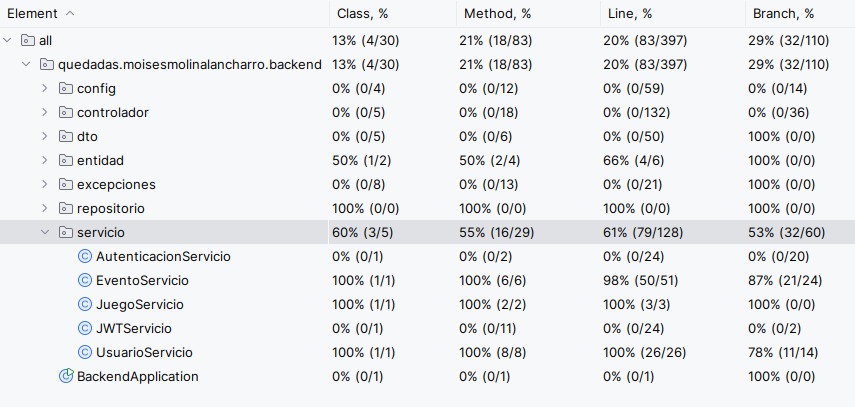 Element Class, % Method, % Line, % Branch, %
all 13% (4/30) 21% (18/83) 20% (83/397) 29% (32/110)
quedadas.moisesmolinalancharro.backend 13% (4/30) 21% (18/83) 20% (83/397) 29% (32/110)
config 0% (0/4) 0% (0/12) 0% (0/59) 0% (0/14)
controlador 0% (0/5) 0% (0/18) 0% (0/132) 0% (0/36)
dto 0% (0/5) 0% (0/6) 0% (0/50) 100% (0/0)
entidad 50% (1/2) 50% (2/4) 66% (4/6) 100% (0/0)
excepciones 0% (0/8) 0% (0/13) 0% (0/21) 100% (0/0)
repositorio 100% (0/0) 100% (0/0) 100% (0/0) 100% (0/0)
servicio 60% (3/5) 55% (16/29) 61% (79/128) 53% (32/60)
AutenticacionServicio 0% (0/1) 0% (0/2) 0% (0/24) 0% (0/20)
EventoServicio 100% (1/1) 100% (6/6) 98% (50/51) 87% (21/24)
JuegoServicio 100% (1/1) 100% (2/2) 100% (3/3) 100% (0/0)
JWTServicio 0% (0/1) 0% (0/11) 0% (0/24) 0% (0/2)
UsuarioServicio 100% (1/1) 100% (8/8) 100% (26/26) 78% (11/14)
BackendApplication 0% (0/1) 0% (0/1) 0% (0/1) 100% (0/0)